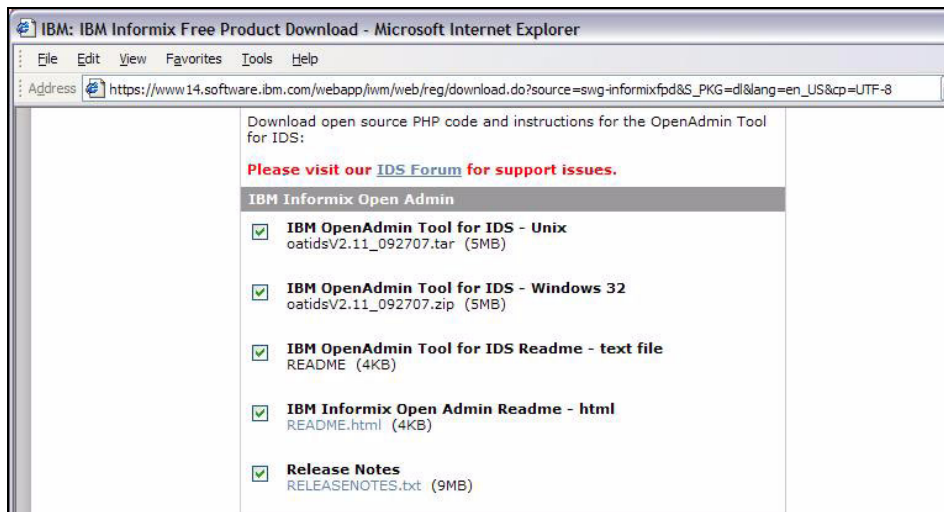 IBM: IBM Informix Free Product Download - Microsoft Internet Explorer
File Edit View Favorites Tools Help
Address https://www14.software.ibm.com/webapp/iwm/web/reg/download.do?source=swg-informixfpd&S_PKG=dl&lang=en_US&cp=UTF-8
Download open source PHP code and instructions for the OpenAdmin Tool
for IDS:
Please visit our IDS Forum for support issues.
IBM Informix Open Admin
IBM OpenAdmin Tool for IDS - Unix
oatidsV2.11_092707.tar (5MB)
IBM OpenAdmin Tool for IDS - Windows 32
oatidsV2.11_092707.zip (5MB)
IBM OpenAdmin Tool for IDS Readme - text file
README (4KB)
IBM Informix Open Admin Readme - html
README.html (4KB)
Release Notes
RELEASENOTES.txt (9MB)